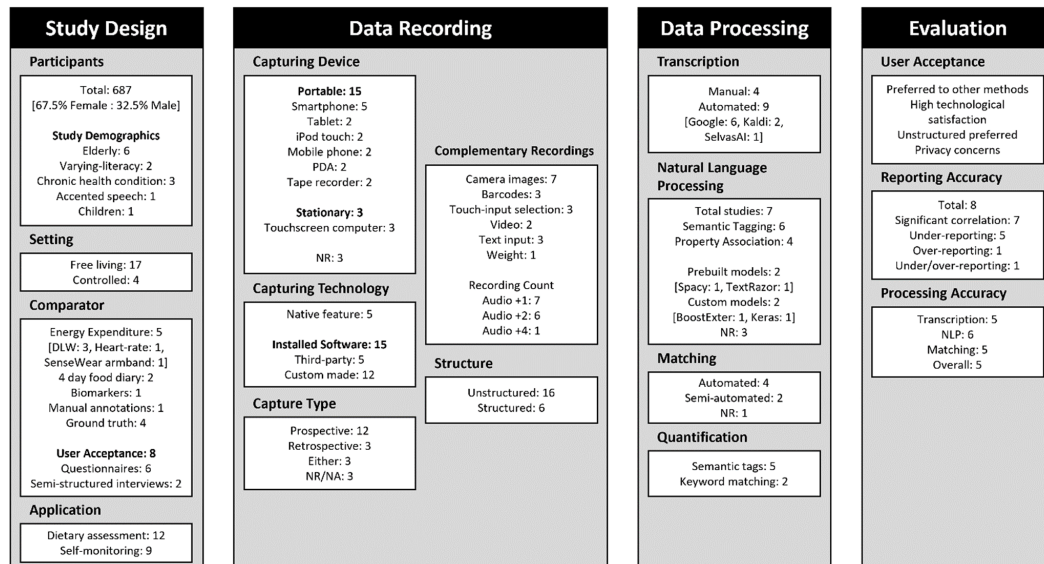 Study Design
Participants
Total: 687
[67.5% Female : 32.5% Male]
Study Demographics
Elderly: 6
Varying-literacy: 2
Chronic health condition: 3
Accented speech: 1
Children: 1
Setting
Free living: 17
Controlled: 4
Comparator
Energy Expenditure: 5
[DLW: 3, Heart-rate: 1,
SenseWear armband: 1]
4 day food diary: 2
Biomarkers: 1
Manual annotations: 1
Ground truth: 4
User Acceptance: 8
Questionnaires: 6
Semi-structured interviews: 2
Application
Dietary assessment: 12
Self-monitoring: 9
Data Recording
Capturing Device
Portable: 15
Smartphone: 5
Tablet: 2
iPod touch: 2
Mobile phone: 2
PDA: 2
Tape recorder: 2
Stationary: 3
Touchscreen computer: 3
NR: 3
Capturing Technology
Native feature: 5
Installed Software: 15
Third-party: 5
Custom made: 12
Capture Type
Prospective: 12
Retrospective: 3
Either: 3
NR/NA: 3
Complementary Recordings
Camera images: 7
Barcodes: 3
Touch-input selection: 3
Video: 2
Text input: 3
Weight: 1
Recording Count
Audio +1: 7
Audio +2: 6
Audio +4: 1
Structure
Unstructured: 16
Structured: 6
Data Processing
Transcription
Manual: 4
Automated: 9
[Google: 6, Kaldi: 2,
SelvasAI: 1]
Natural Language
Processing
Total studies: 7
Semantic Tagging: 6
Property Association: 4
Prebuilt models: 2
[Spacy: 1, TextRazor: 1]
Custom models: 2
[BoostExter: 1, Keras: 1]
NR: 3
Matching
Automated: 4
Semi-automated: 2
NR: 1
Quantification
Semantic tags: 5
Keyword matching: 2
Evaluation
User Acceptance
Preferred to other methods
High technological
satisfaction
Unstructured preferred
Privacy concerns
Reporting Accuracy
Total: 8
Significant correlation: 7
Under-reporting: 5
Over-reporting: 1
Under/over-reporting: 1
Processing Accuracy
Transcription: 5
NLP: 6
Matching: 5
Overall: 5